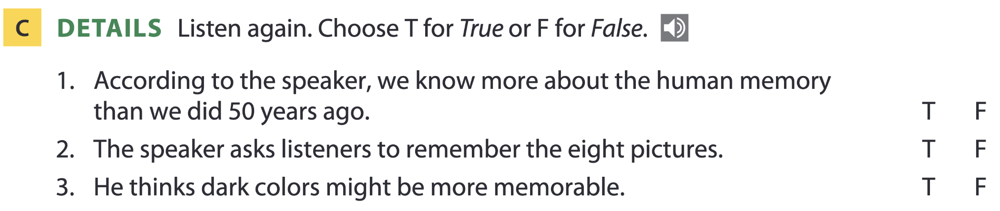 C DETAILS Listen again. Choose T for True or F for False.
1. According to the speaker, we know more about the human memory
than we did 50 years ago. T F
2. The speaker asks listeners to remember the eight pictures. T F
3. He thinks dark colors might be more memorable. T F